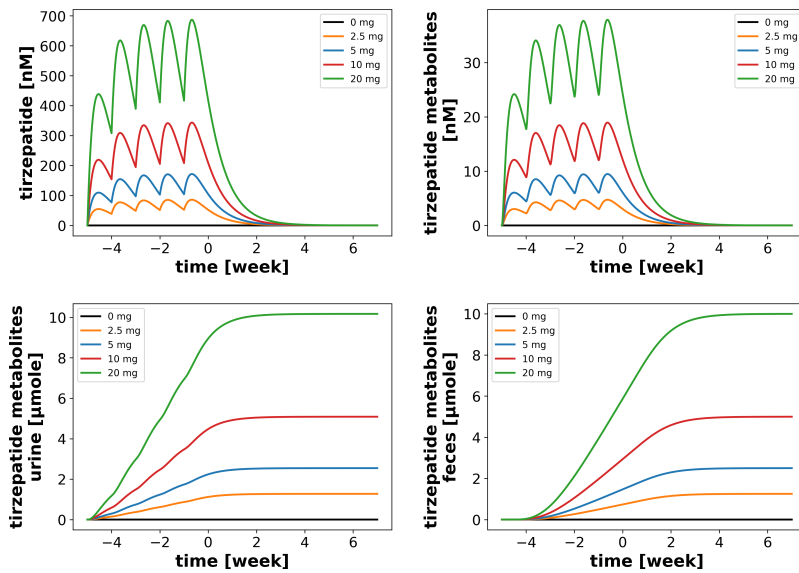 tirzepatide [nM]
700
600
500
400
300
200
100
0
0 mg
2.5 mg
5 mg
10 mg
20 mg
−4
−2
0
2
4
6
time [week]
tirzepatide metabolites
[nM]
30
20
10
0
0 mg
2.5 mg
5 mg
10 mg
20 mg
−4
−2
0
2
4
6
time [week]
tirzepatide metabolites
urine [µmole]
10
8
6
4
2
0
0 mg
2.5 mg
5 mg
10 mg
20 mg
−4
−2
0
2
4
6
time [week]
tirzepatide metabolites
feces [µmole]
10
8
6
4
2
0
0 mg
2.5 mg
5 mg
10 mg
20 mg
−4
−2
0
2
4
6
time [week]